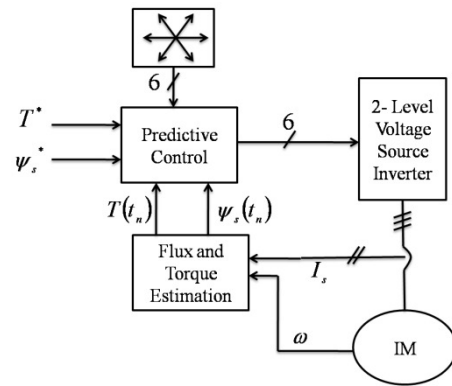 6
T*
ψs*
Predictive
Control
6
2- Level
Voltage
Source
Inverter
T(tn)
ψs(tn)
Flux and
Torque
Estimation
Is
ω
IM